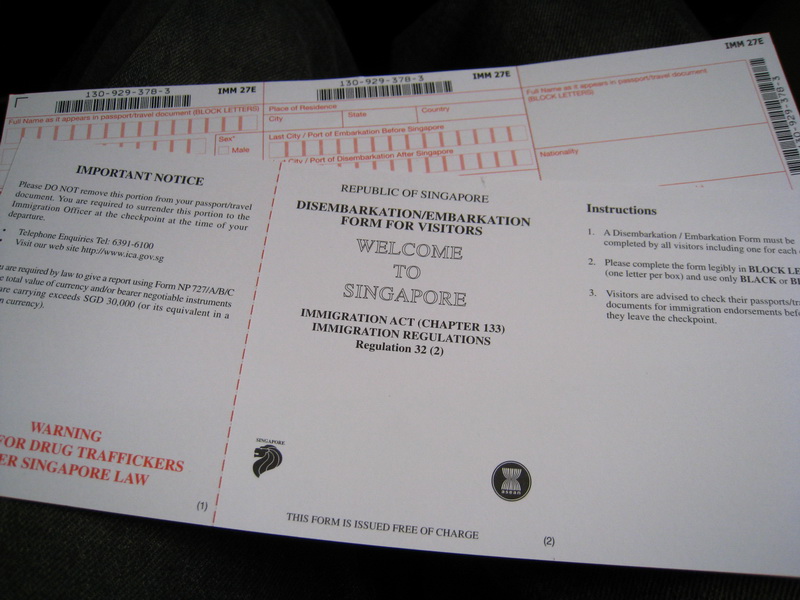 130-929-378-3
IMM 27E
Full Name as it appears in passport/travel document (BLOCK LETTERS)
Sex*
Male
130-929-378-3
IMM 27E
Place of Residence
City
State
Country
Last City / Port of Embarkation Before Singapore
City / Port of Disembarkation After Singapore
IMM 27E
Full Name as it appears in passport/travel document
(BLOCK LETTERS)
Nationality
130-929-378-3
IMPORTANT NOTICE
Please DO NOT remove this portion from your passport/travel
document. You are required to surrender this portion to the
Immigration Officer at the checkpoint at the time of your
departure.
• Telephone Enquiries Tel: 6391-6100
• Visit our web site http://www.ica.gov.sg
are required by law to give a report using Form NP 727/A/B/C
total value of currency and/or bearer negotiable instruments
are carrying exceeds SGD 30,000 (or its equivalent in a
currency).
WARNING
FOR DRUG TRAFFICKERS
SINGAPORE LAW
(1)
REPUBLIC OF SINGAPORE
DISEMBARKATION/EMBARKATION
FORM FOR VISITORS
WELCOME
TO
SINGAPORE
IMMIGRATION ACT (CHAPTER 133)
IMMIGRATION REGULATIONS
Regulation 32 (2)
SINGAPORE
asean
THIS FORM IS ISSUED FREE OF CHARGE
(2)
Instructions
1. A Disembarkation / Embarkation Form must be
completed by all visitors including one for each
2. Please complete the form legibly in BLOCK
(one letter per box) and use only BLACK or
3. Visitors are advised to check their
documents for immigration endorsements
they leave the checkpoint.